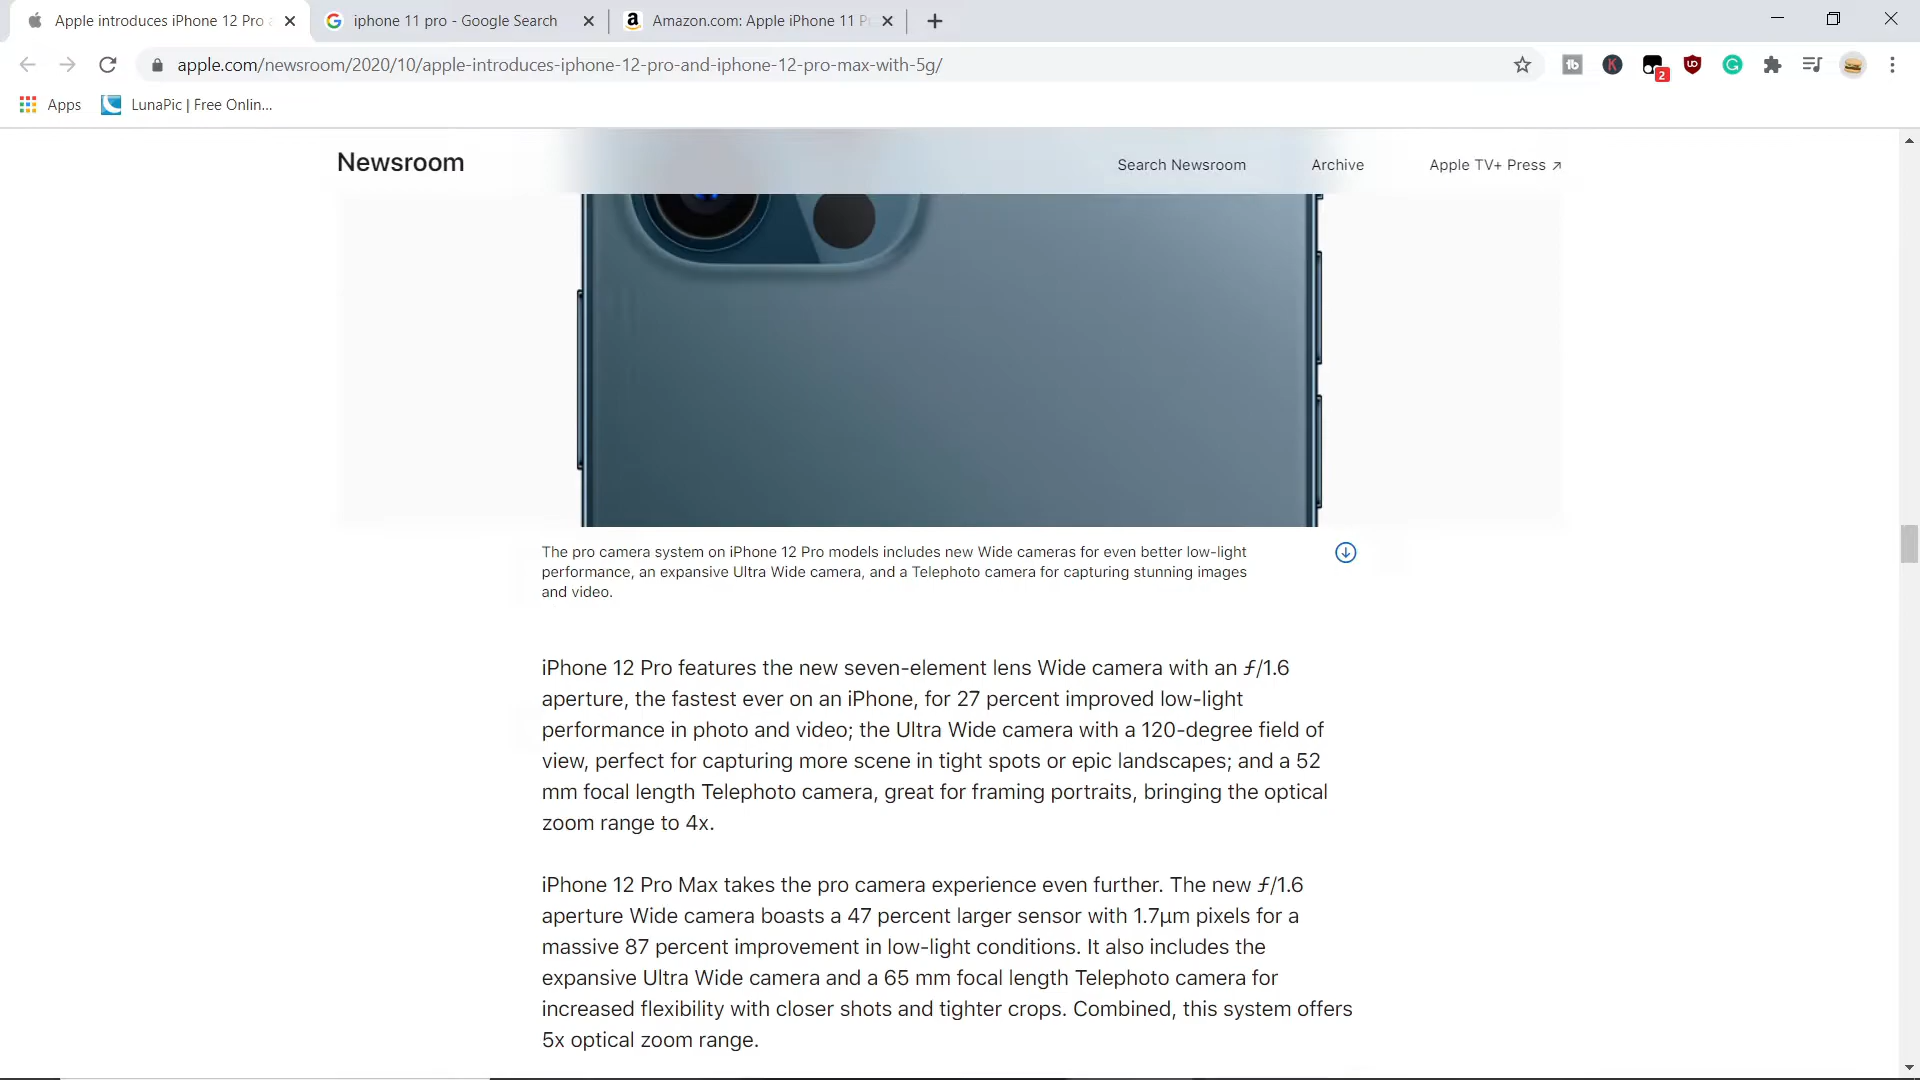 Apple introduces iPhone 12 Pro a
iphone 11 pro - Google Search
Amazon.com: Apple iPhone 11 P
apple.com/newsroom/2020/10/apple-introduces-iphone-12-pro-and-iphone-12-pro-max-with-5g/
2
Apps
LunaPic | Free Onlin...
Newsroom
Search Newsroom
Archive
Apple TV+ Press ↗
The pro camera system on iPhone 12 Pro models includes new Wide cameras for even better low-light
performance, an expansive Ultra Wide camera, and a Telephoto camera for capturing stunning images
and video.
iPhone 12 Pro features the new seven-element lens Wide camera with an ƒ/1.6
aperture, the fastest ever on an iPhone, for 27 percent improved low-light
performance in photo and video; the Ultra Wide camera with a 120-degree field of
view, perfect for capturing more scene in tight spots or epic landscapes; and a 52
mm focal length Telephoto camera, great for framing portraits, bringing the optical
zoom range to 4x.
iPhone 12 Pro Max takes the pro camera experience even further. The new ƒ/1.6
aperture Wide camera boasts a 47 percent larger sensor with 1.7μm pixels for a
massive 87 percent improvement in low-light conditions. It also includes the
expansive Ultra Wide camera and a 65 mm focal length Telephoto camera for
increased flexibility with closer shots and tighter crops. Combined, this system offers
5x optical zoom range.